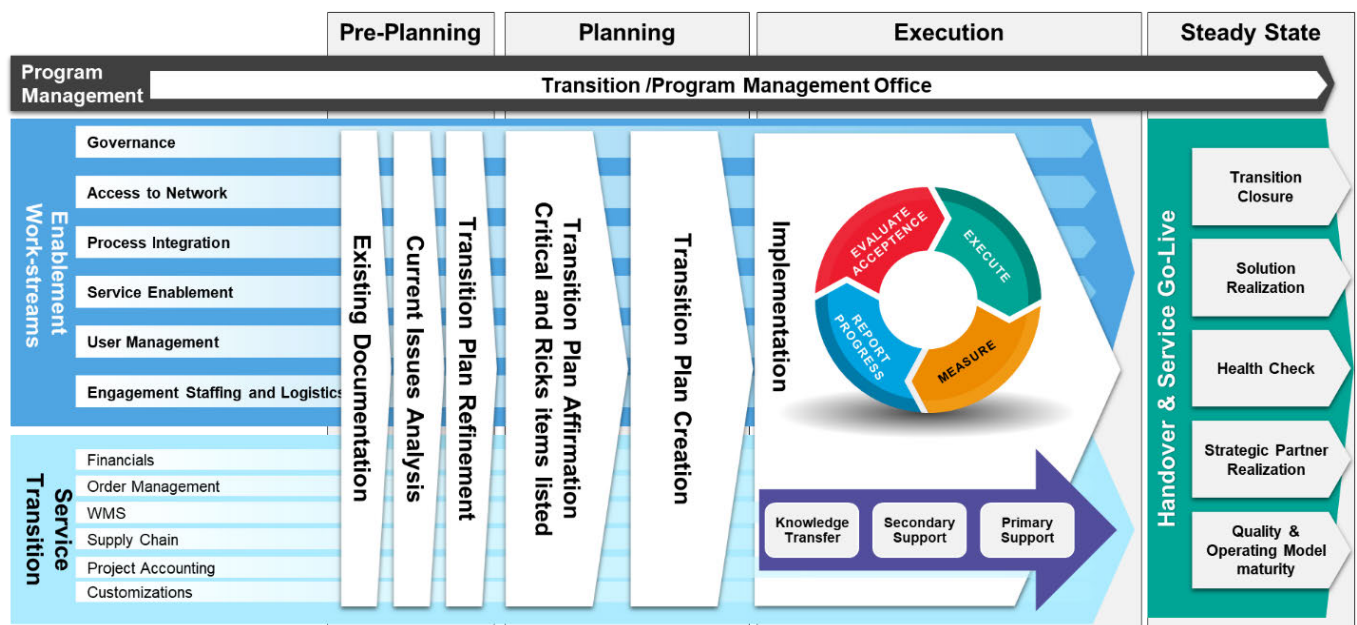 Pre-Planning
Planning
Execution
Steady State
Program
Management
Transition /Program Management Office
Enablement
Work-streams
Governance
Access to Network
Process Integration
Service Enablement
User Management
Engagement Staffing and Logistics
Service
Transition
Financials
Order Management
WMS
Supply Chain
Project Accounting
Customizations
Existing Documentation
Current Issues Analysis
Transition Plan Refinement
Transition Plan Affirmation
Critical and Ricks items listed
Transition Plan Creation
Implementation
EVALUATE
ACCEPTENCE
EXECUTE
MEASURE
REPORT
PROGRESS
Knowledge
Transfer
Secondary
Support
Primary
Support
Handover & Service Go-Live
Transition
Closure
Solution
Realization
Health Check
Strategic Partner
Realization
Quality &
Operating Model
maturity